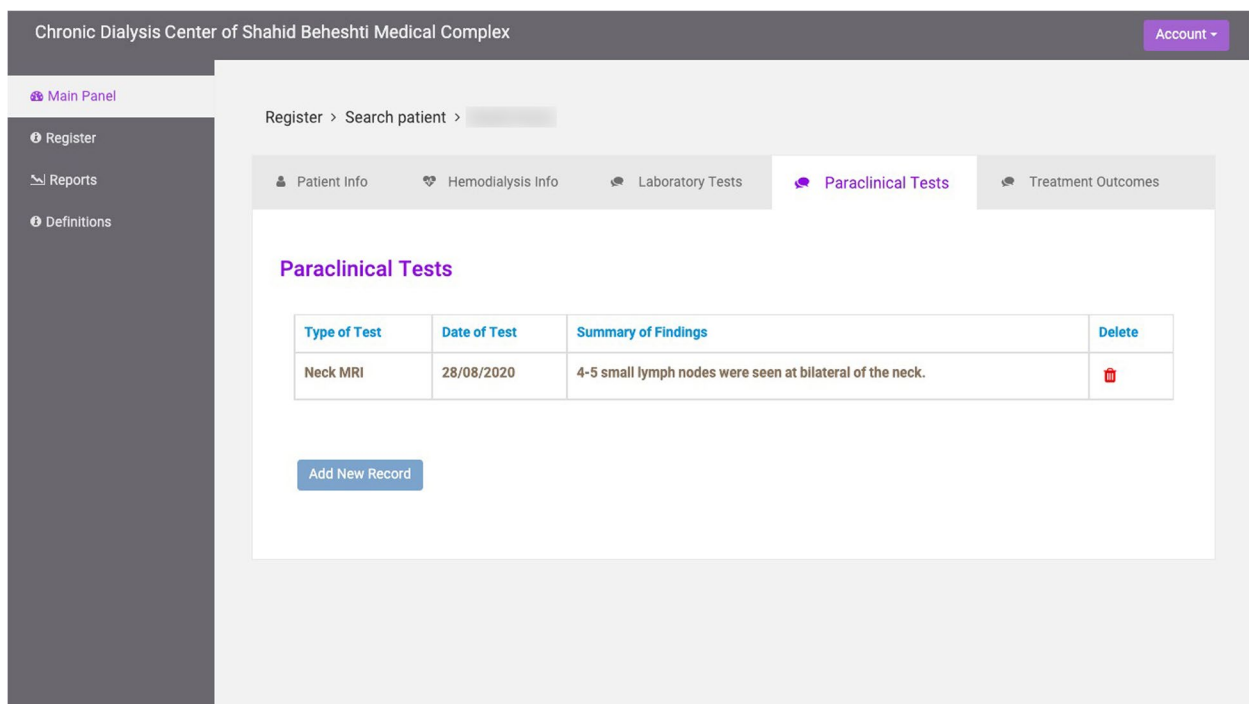 Chronic Dialysis Center of Shahid Beheshti Medical Complex
Account
Main Panel
Register
Reports
Definitions
Register > Search patient >
Patient Info
Hemodialysis Info
Laboratory Tests
Paraclinical Tests
Treatment Outcomes
Paraclinical Tests
Type of Test Date of Test Summary of Findings Delete
Neck MRI 28/08/2020 4-5 small lymph nodes were seen at bilateral of the neck.
Add New Record